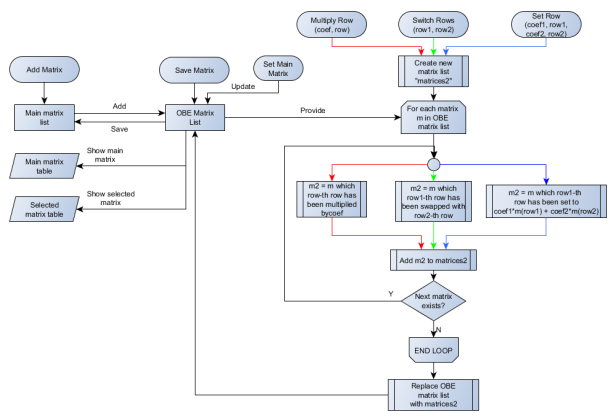 Multiply Row
(coef, row)
Switch Rows
(row1, row2)
Set Row
(coef1, row1,
coef2, row2)
Add Matrix
Save Matrix
Set Main
Matrix
Create new
matrix list
"matrices2"
Update
Main matrix
list
Add
Save
OBE Matrix
List
Provide
For each matrix
m in OBE
matrix list
Show main
matrix
Main matrix
table
Show selected
matrix
Selected
matrix table
m2 = m which
row-th row has
been multiplied
bycoef
m2 = m which
row1-th row has
been swapped with
row2-th row
m2 = m which row1-th
row has been set to
coef1*m(row1) + coef2*m(row2)
Add m2 to matrices2
Y
Next matrix
exists?
N
END LOOP
Replace OBE
matrix list
with matrices2